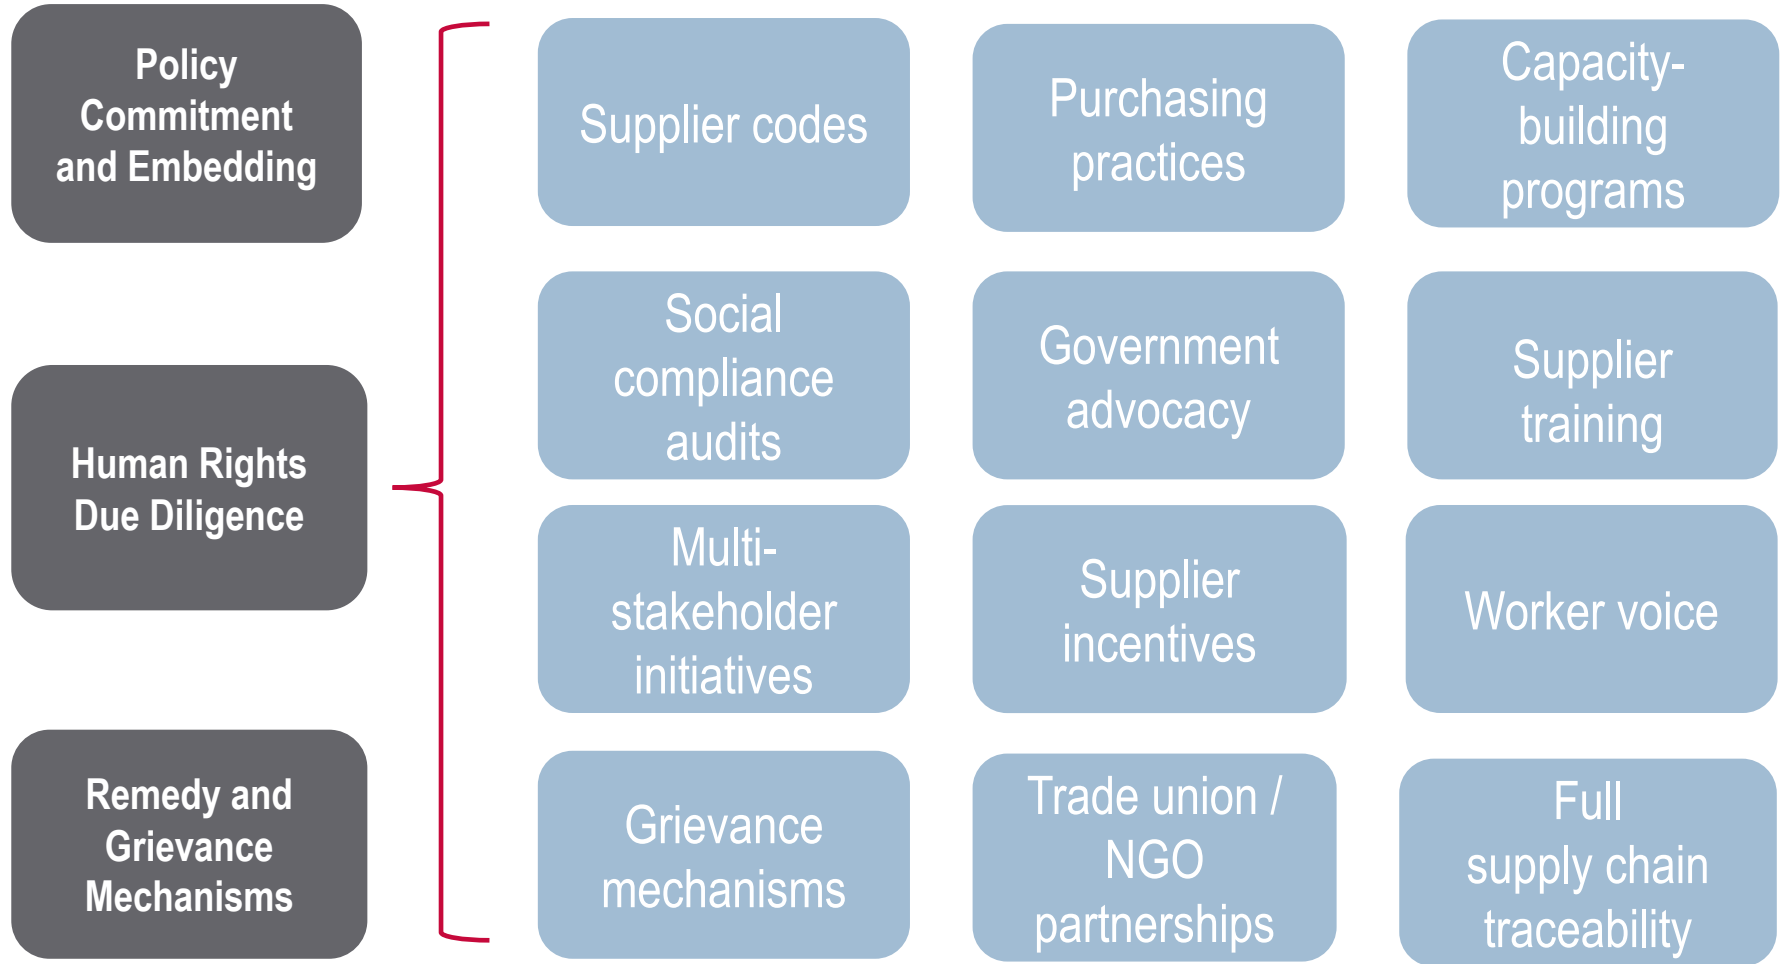 Policy
Commitment
and Embedding
Human Rights
Due Diligence
Remedy and
Grievance
Mechanisms
Supplier codes
Purchasing
practices
Capacity-
building
programs
Social
compliance
audits
Government
advocacy
Supplier
training
Multi-
stakeholder
initiatives
Supplier
incentives
Worker voice
Grievance
mechanisms
Trade union /
NGO
partnerships
Full
supply chain
traceability